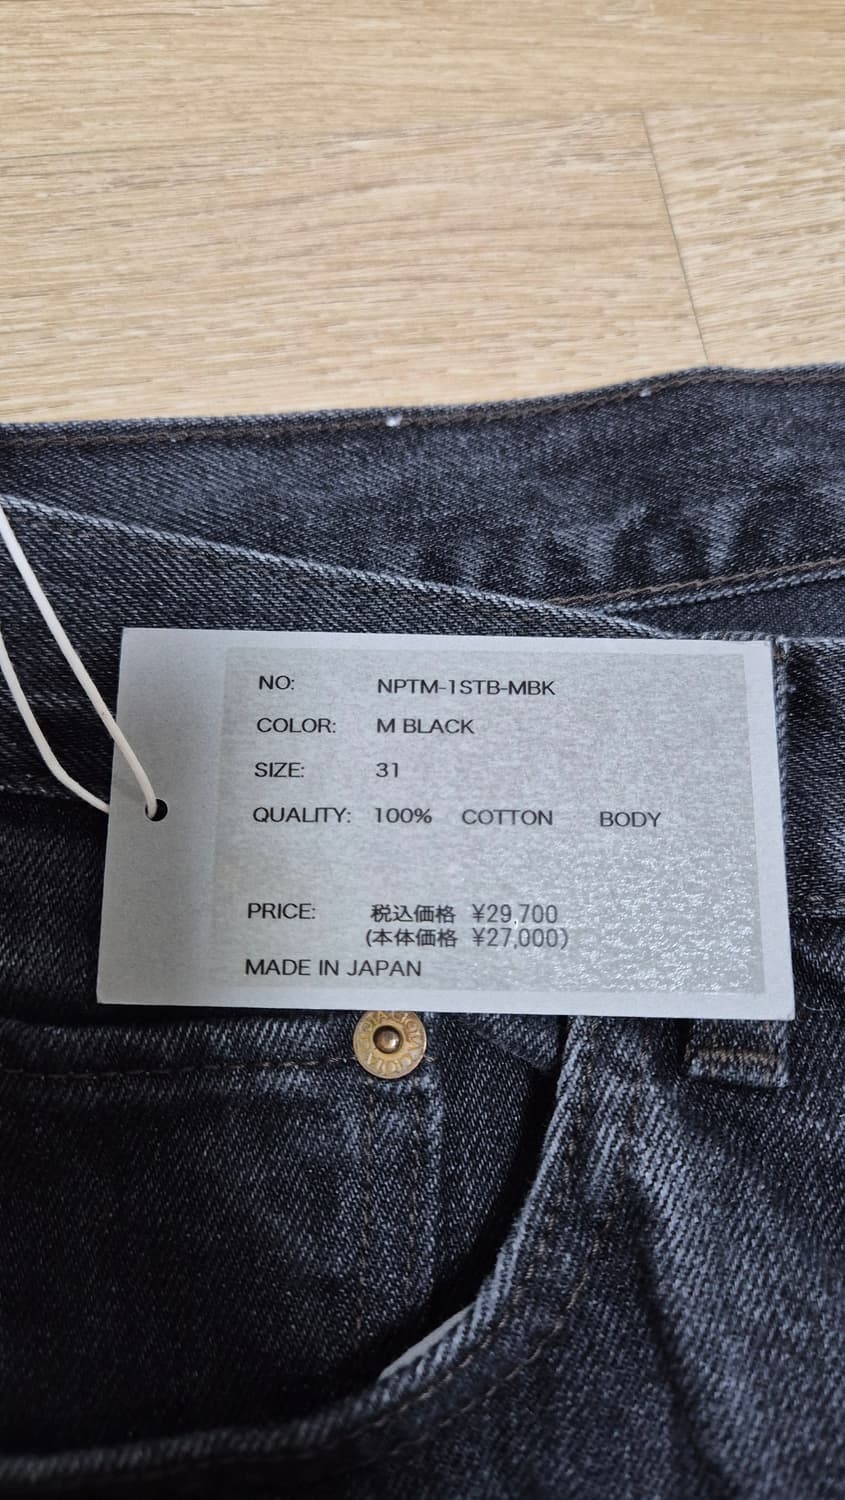 NO: NPTM-1STB-MBK
COLOR: M BLACK
SIZE: 31
QUALITY: 100% COTTON BODY
PRICE: 税込価格 ¥29,700
(本体価格 ¥27,000)
MADE IN JAPAN